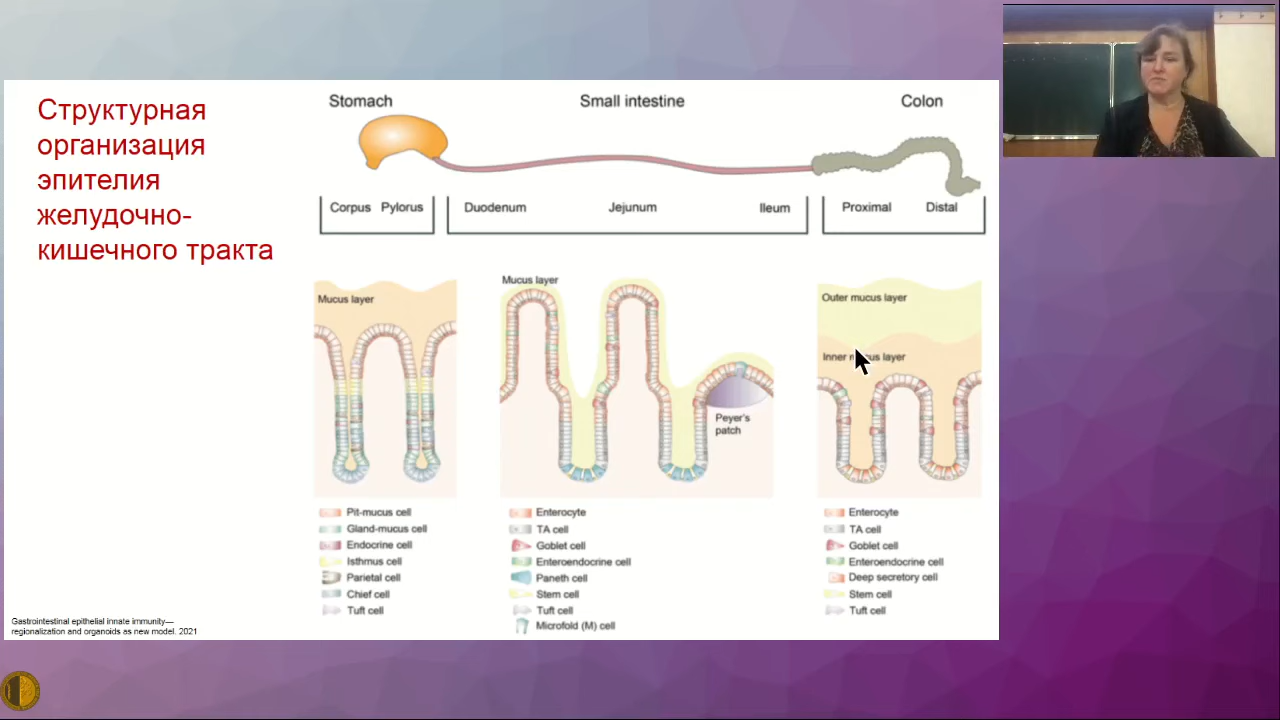 Структурная
организация
эпителия
желудочно-
кишечного тракта
Stomach
Small intestine
Colon
Corpus
Pylorus
Duodenum
Jejunum
Ileum
Proximal
Distal
Mucus layer
Mucus layer
Peyer's
patch
Outer mucus layer
Inner mucus layer
Pit-mucus cell
Gland-mucus cell
Endocrine cell
Isthmus cell
Parietal cell
Chief cell
Tuft cell
Enterocyte
TA cell
Goblet cell
Enteroendocrine cell
Paneth cell
Stem cell
Tuft cell
Microfold (M) cell
Enterocyte
TA cell
Goblet cell
Enteroendocrine cell
Deep secretory cell
Stem cell
Tuft cell
Gastrointestinal epithelial innate immunity—
regionalization and organoids as new model. 2021